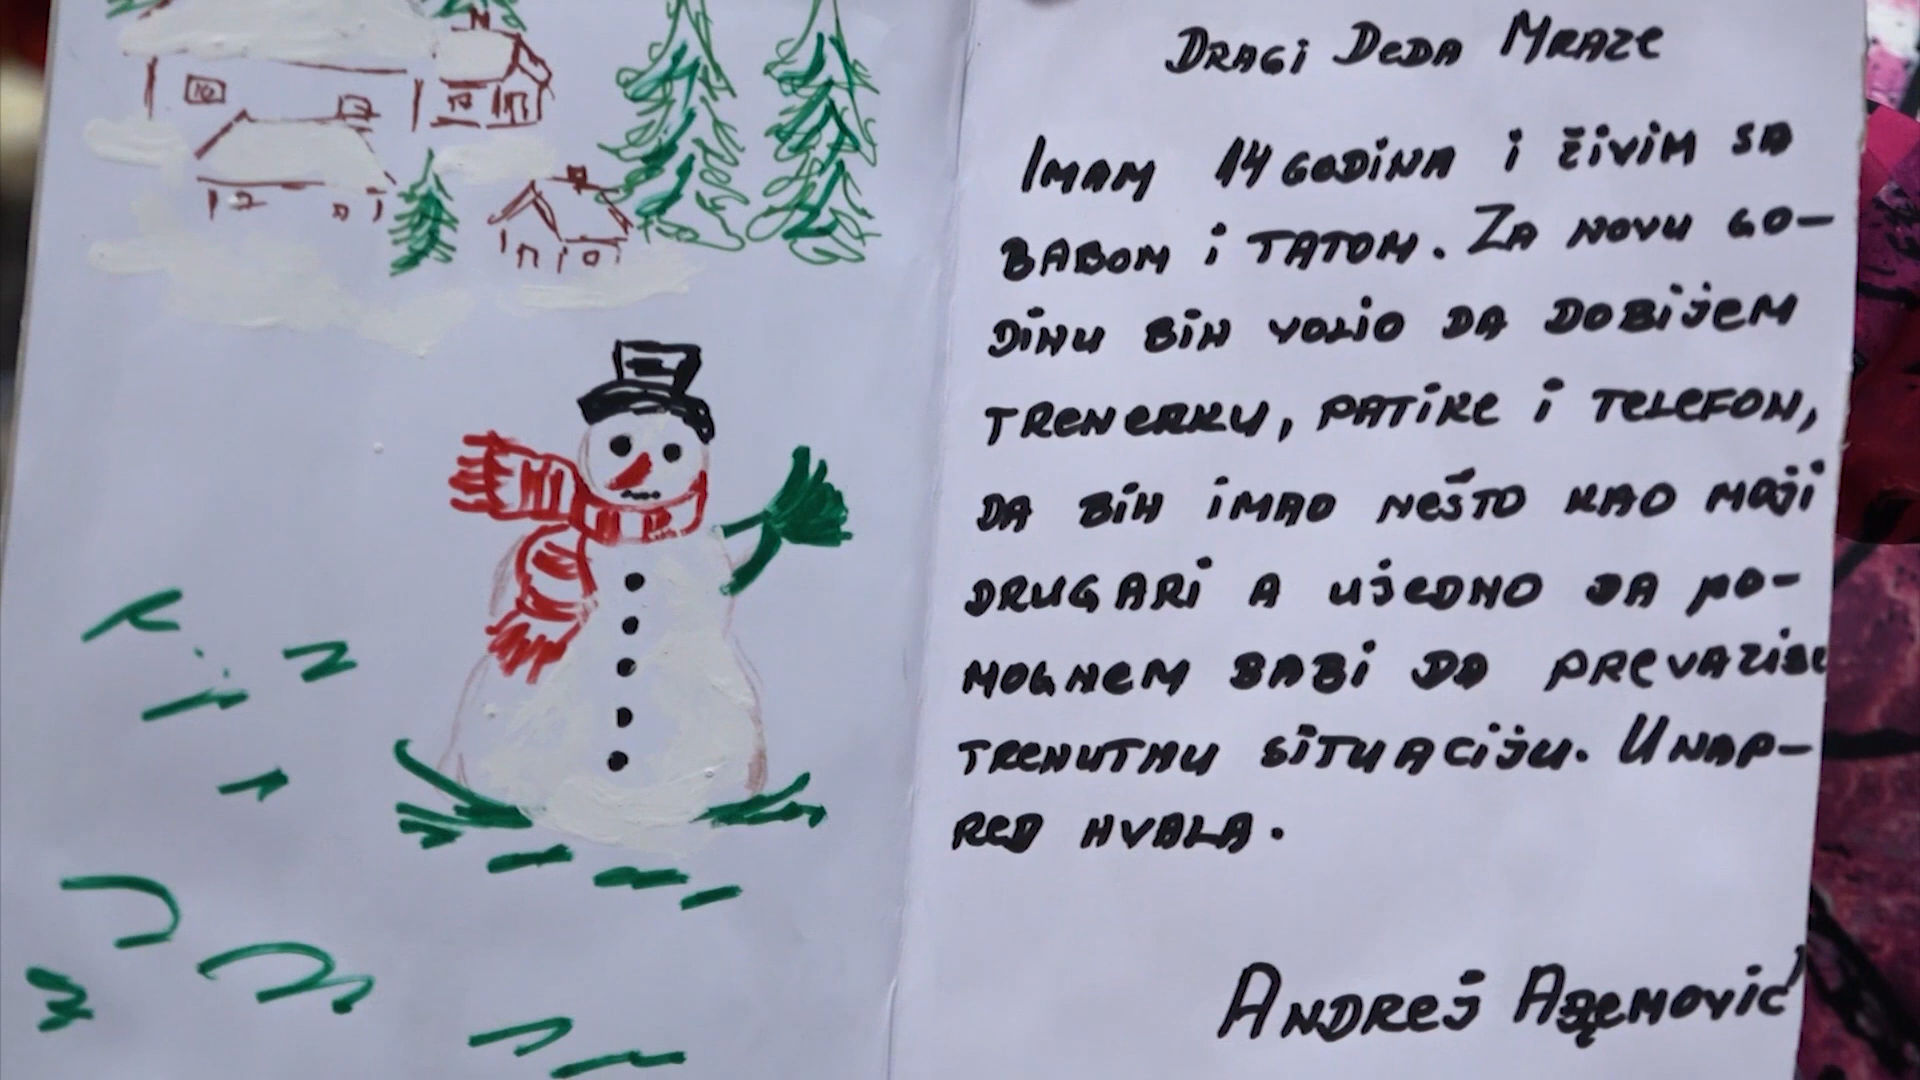 Dragi Deda Mraze
Imam 14 godina i živim sa
babom i tatom. Za novu go-
dinu bih volio da dobijem
trenerku, patike i telefon,
da bih imao nešto kao moji
drugari a ujedno da po-
mognem babi da
trenutnu situaciju. Unap-
red hvala.
Andrej Ademović